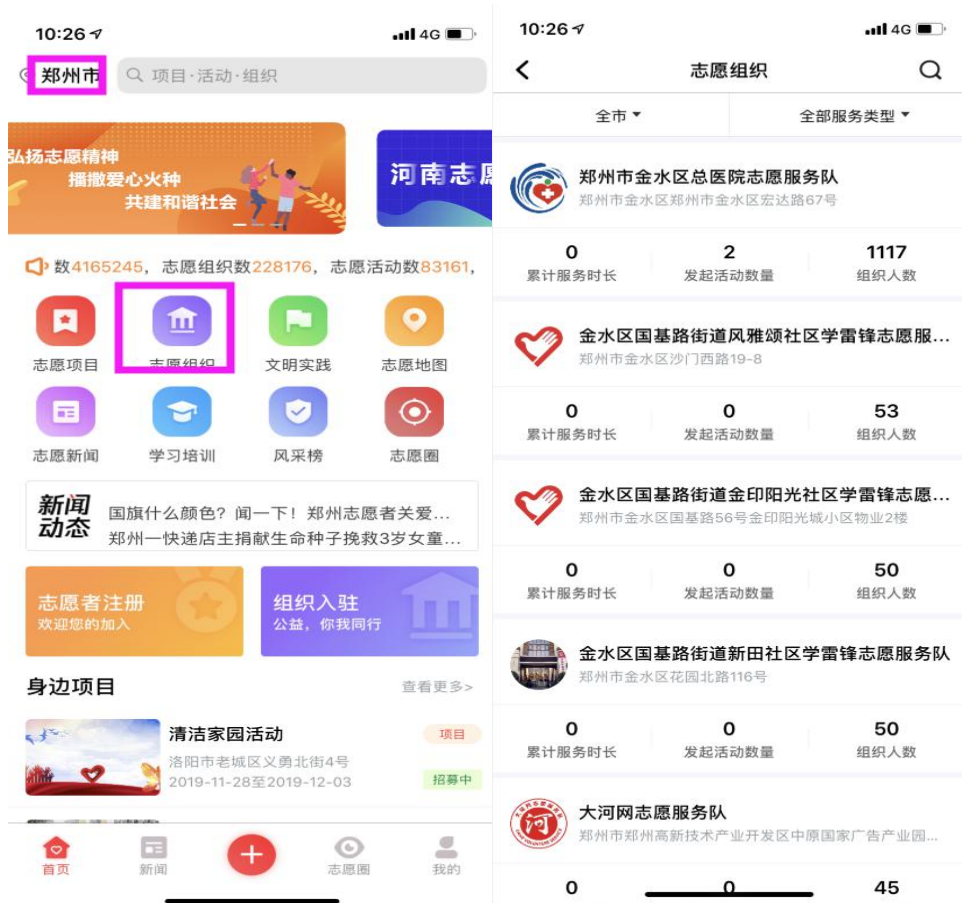 10:26
4G
郑州市
项目·活动·组织
弘扬志愿精神
播撒爱心火种
共建和谐社会
河南志愿
数4165245，志愿组织数228176，志愿活动数83161，
志愿项目
志愿组织
文明实践
志愿地图
志愿新闻
学习培训
风采榜
志愿圈
新闻
动态
国旗什么颜色？闻一下！郑州志愿者关爱...
郑州一快递店主捐献生命种子挽救3岁女童...
志愿者注册
欢迎您的加入
组织入驻
公益，你我同行
身边项目
查看更多>
清洁家园活动
项目
洛阳市老城区义勇北街4号
2019-11-28至2019-12-03
招募中
首页
新闻
志愿圈
我的
10:26
4G
志愿组织
全市
全部服务类型
郑州市金水区总医院志愿服务队
郑州市金水区郑州市金水区宏达路67号
0
2
1117
累计服务时长
发起活动数量
组织人数
金水区国基路街道风雅颂社区学雷锋志愿服...
郑州市金水区沙门西路19-8
0
0
53
累计服务时长
发起活动数量
组织人数
金水区国基路街道金印阳光社区学雷锋志愿...
郑州市金水区国基路56号金印阳光城小区物业2楼
0
0
50
累计服务时长
发起活动数量
组织人数
金水区国基路街道新田社区学雷锋志愿服务队
郑州市金水区花园北路116号
0
0
50
累计服务时长
发起活动数量
组织人数
河
大河网志愿服务队
郑州市郑州高新技术产业开发区中原国家广告产业园...
0
0
45